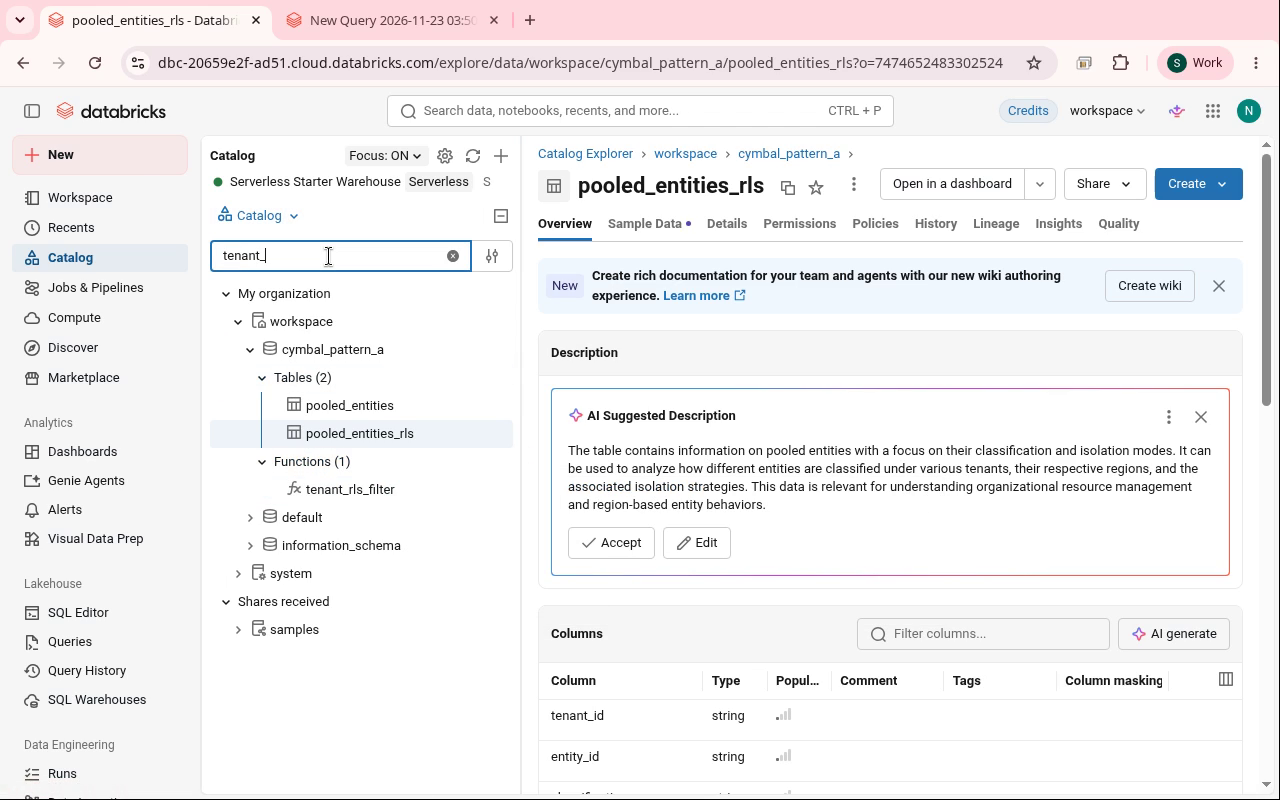 pooled_entities_rls - Databri
New Query 2026-11-23 03:50
dbc-20659e2f-ad51.cloud.databricks.com/explore/data/workspace/cymbal_pattern_a/pooled_entities_rls?o=7474652483302524
S
Work
databricks
Search data, notebooks, recents, and more...
CTRL + P
Credits
workspace
N
New
Workspace
Recents
Catalog
Jobs & Pipelines
Compute
Discover
Marketplace
Analytics
Dashboards
Genie Agents
Alerts
Visual Data Prep
Lakehouse
SQL Editor
Queries
Query History
SQL Warehouses
Data Engineering
Runs
Catalog
Focus: ON
Serverless Starter Warehouse
Serverless
S
Catalog
tenant_
My organization
workspace
cymbal_pattern_a
Tables (2)
pooled_entities
pooled_entities_rls
Functions (1)
tenant_rls_filter
default
information_schema
system
Shares received
samples
Catalog Explorer
workspace
cymbal_pattern_a
pooled_entities_rls
Open in a dashboard
Share
Create
Overview
Sample Data
Details
Permissions
Policies
History
Lineage
Insights
Quality
New
Create rich documentation for your team and agents with our new wiki authoring
experience. Learn more
Create wiki
Description
AI Suggested Description
The table contains information on pooled entities with a focus on their classification and isolation modes. It can
be used to analyze how different entities are classified under various tenants, their respective regions, and the
associated isolation strategies. This data is relevant for understanding organizational resource management
and region-based entity behaviors.
Accept
Edit
Columns
Filter columns...
AI generate
Column
Type
Popul...
Comment
Tags
Column masking
tenant_id
string
entity_id
string